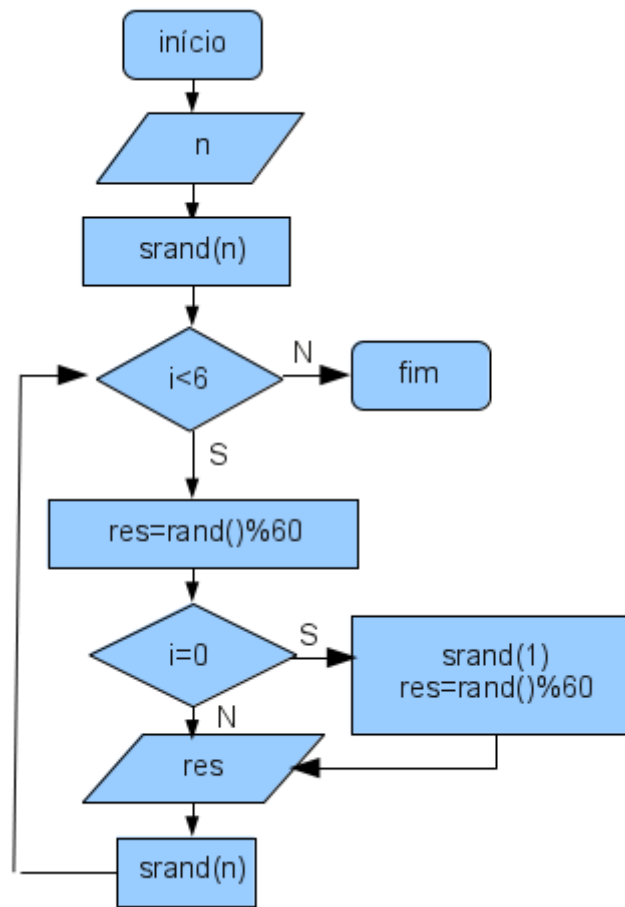 início
n
srand(n)
i<6
N
fim
S
res=rand()%60
i=0
S
srand(1)
res=rand()%60
N
res
srand(n)